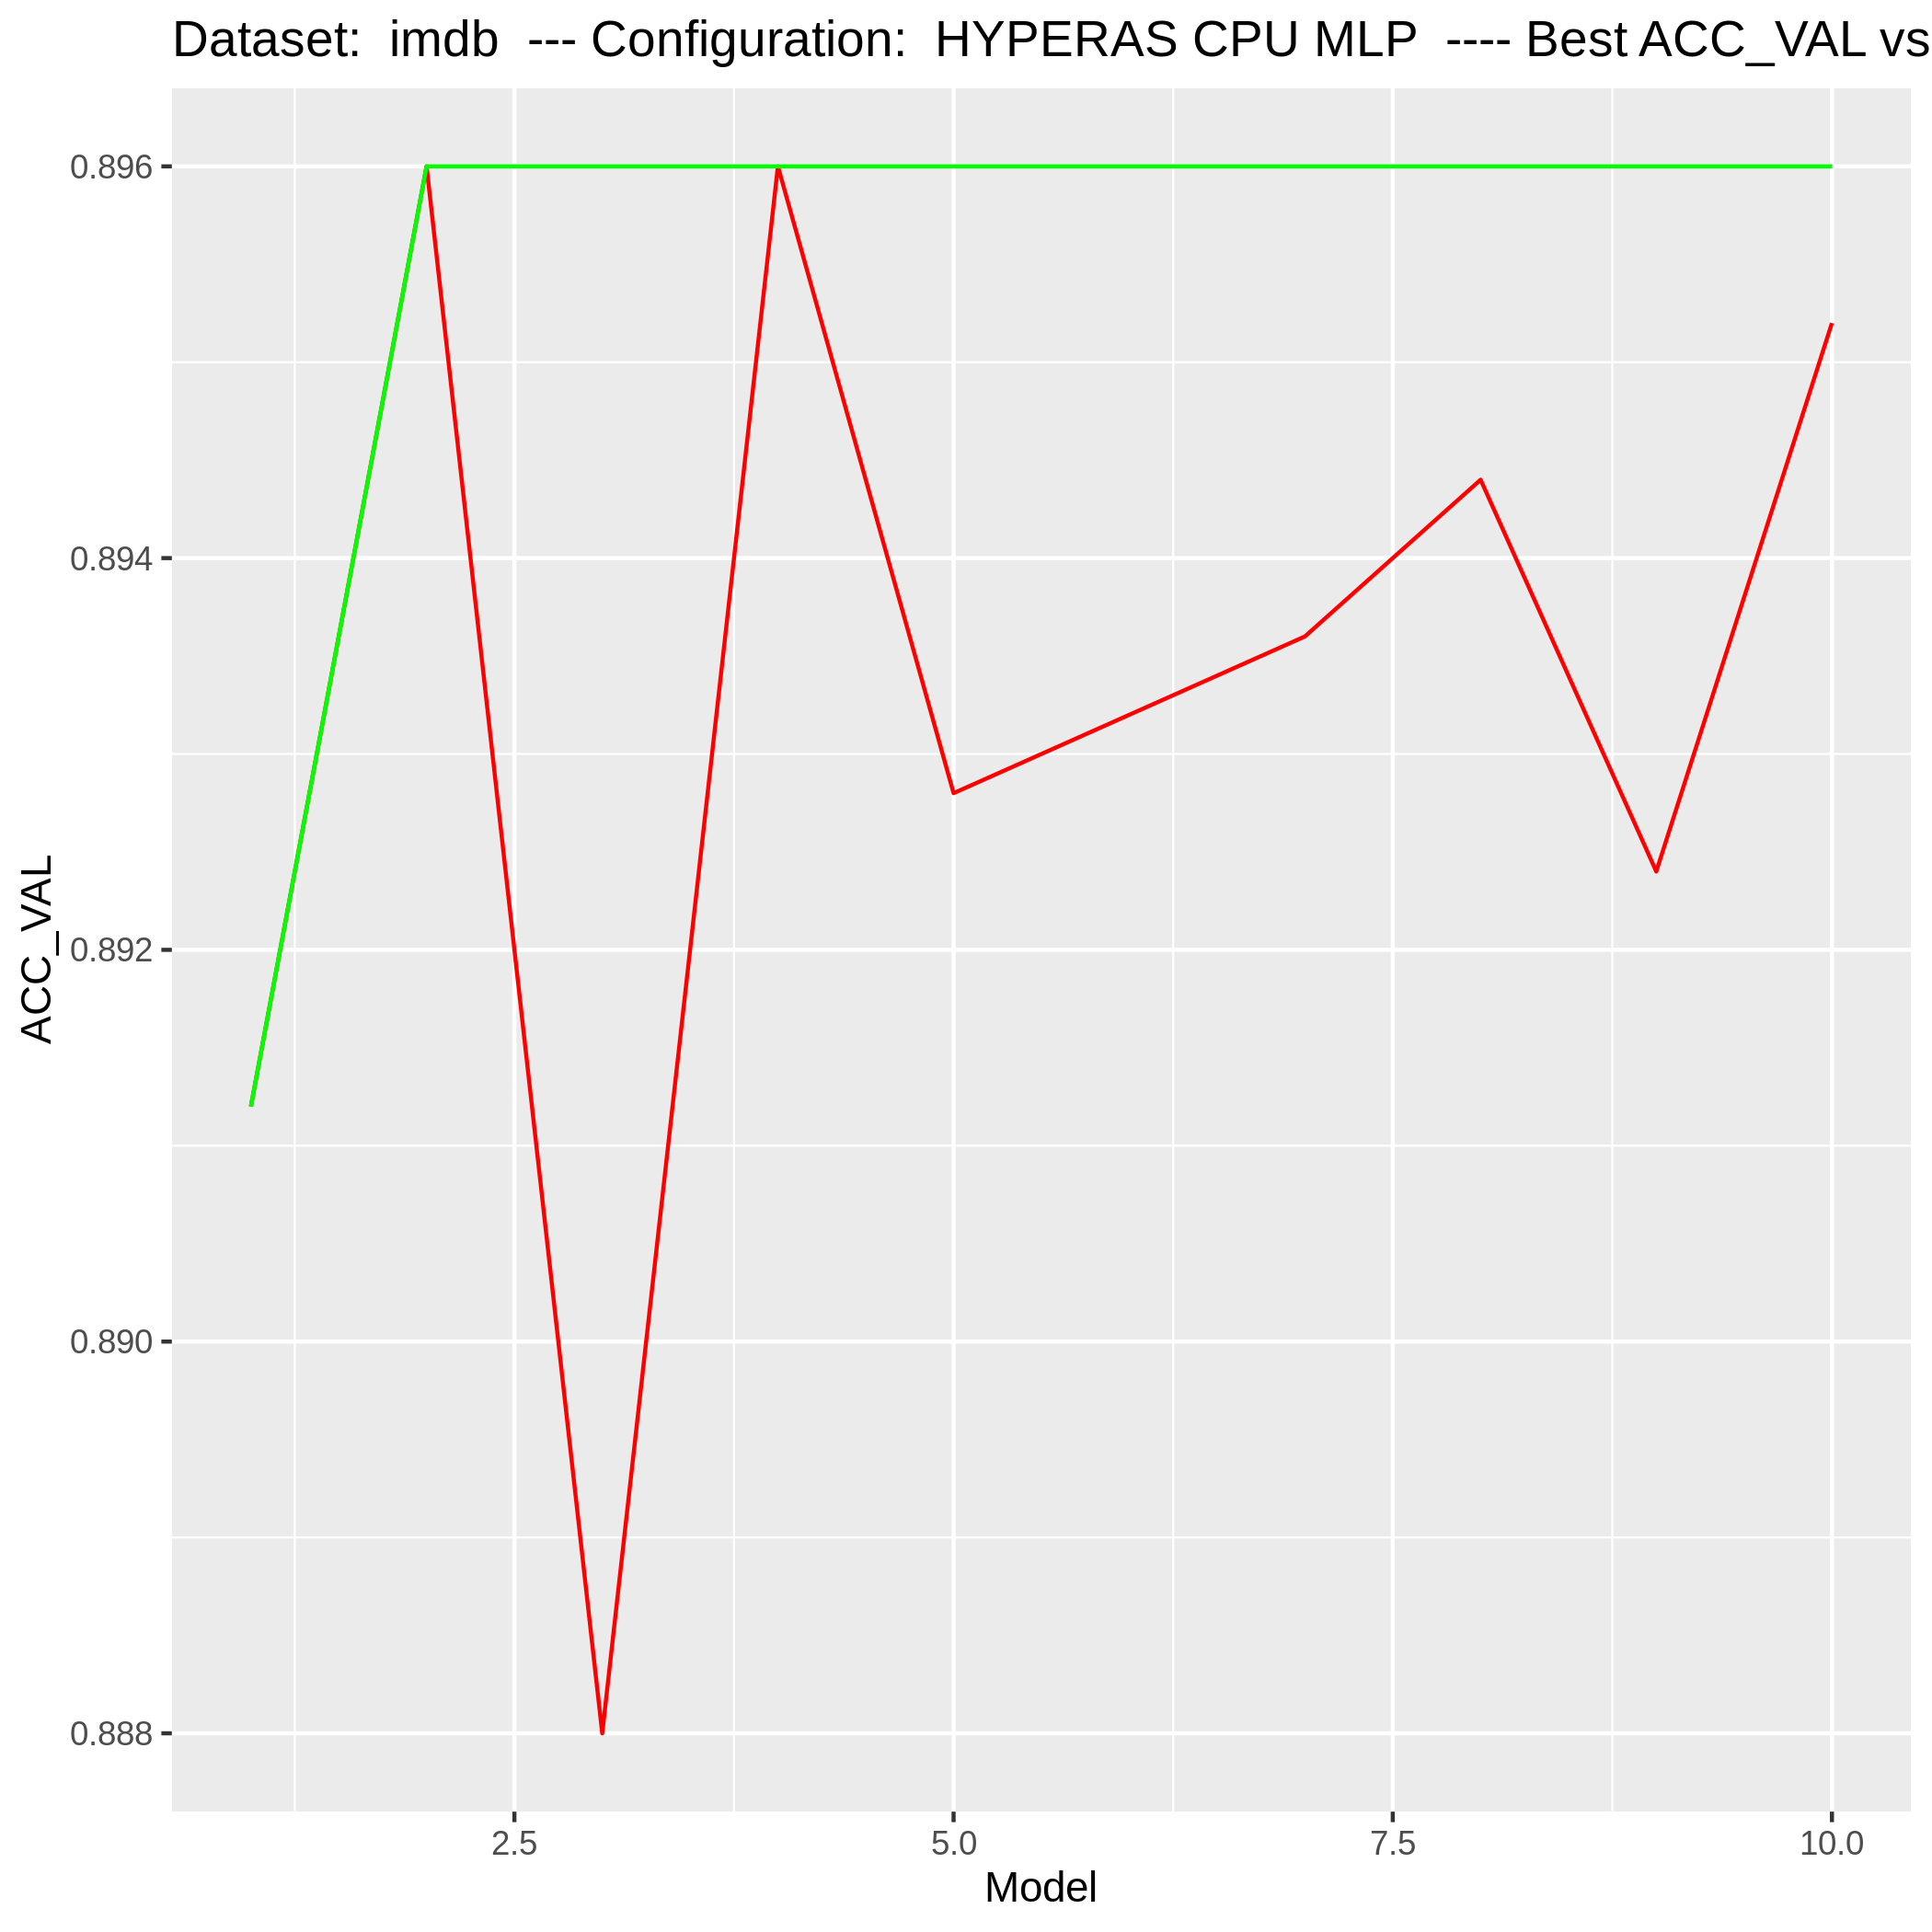 Dataset:  imdb  --- Configuration:  HYPERAS CPU MLP  ---- Best ACC_VAL vs
0.896
0.894
0.892
0.890
0.888
ACC_VAL
2.5 5.0 7.5 10.0
Model